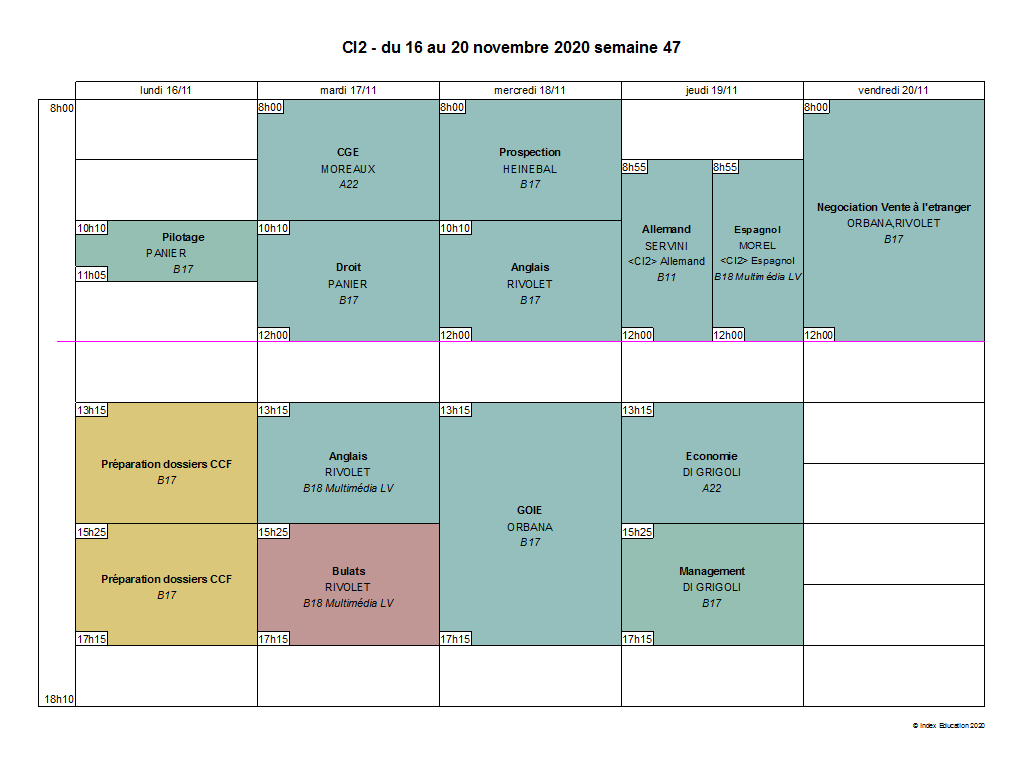 CI2 - du 16 au 20 novembre 2020 semaine 47
lundi 16/11
mardi 17/11
mercredi 18/11
jeudi 19/11
vendredi 20/11
8h00
18h10
10h10
Pilotage
PANIER
B17
11h05
13h15
Préparation dossiers CCF
B17
15h25
Préparation dossiers CCF
B17
17h15
8h00
CGE
MOREAUX
A22
10h10
Droit
PANIER
B17
12h00
13h15
Anglais
RIVOLET
B18 Multimédia LV
15h25
Bulats
RIVOLET
B18 Multimédia LV
17h15
8h00
Prospection
HEINEBAL
B17
10h10
Anglais
RIVOLET
B17
12h00
13h15
GOIE
ORBANA
B17
17h15
8h55
Allemand
SERVINI
<CI2> Allemand
B11
12h00
8h55
Espagnol
MOREL
<CI2> Espagnol
B18 Multimédia LV
12h00
13h15
Economie
DI GRIGOLI
A22
15h25
Management
DI GRIGOLI
B17
17h15
8h00
Negociation Vente à l'etranger
ORBANA,RIVOLET
B17
12h00
© Index Education 2020